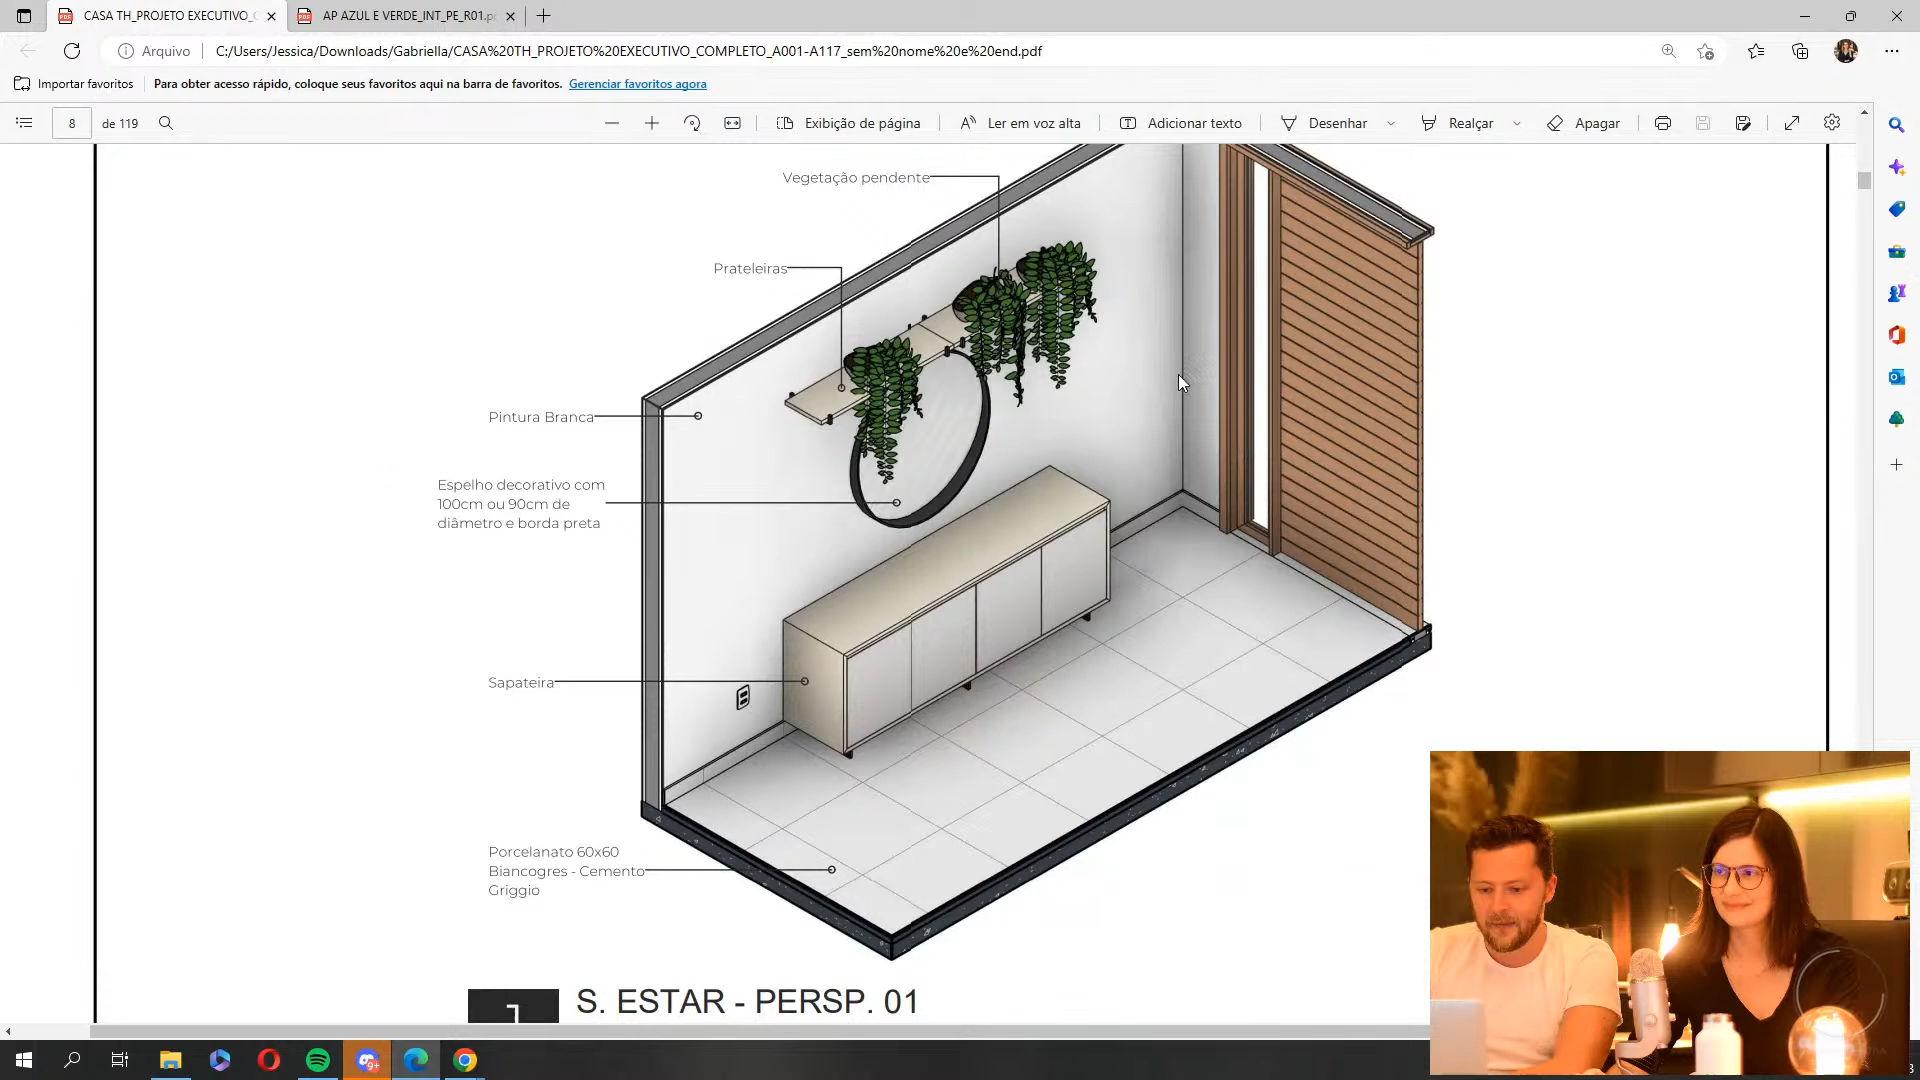 CASA TH_PROJETO EXECUTIVO_C
AP AZUL E VERDE_INT_PE_R01.p
Arquivo
C:/Users/Jessica/Downloads/Gabriella/CASA%20TH_PROJETO%20EXECUTIVO_COMPLETO_A001-A117_sem%20nome%20e%20end.pdf
Importar favoritos
Para obter acesso rápido, coloque seus favoritos aqui na barra de favoritos.
Gerenciar favoritos agora
8
de 119
Exibição de página
Ler em voz alta
Adicionar texto
Desenhar
Realçar
Apagar
Vegetação pendente
Prateleiras
Pintura Branca
Espelho decorativo com
100cm ou 90cm de
diâmetro e borda preta
Sapateira
Porcelanato 60x60
Biancogres - Cemento
Griggio
1
S. ESTAR - PERSP. 01
9+